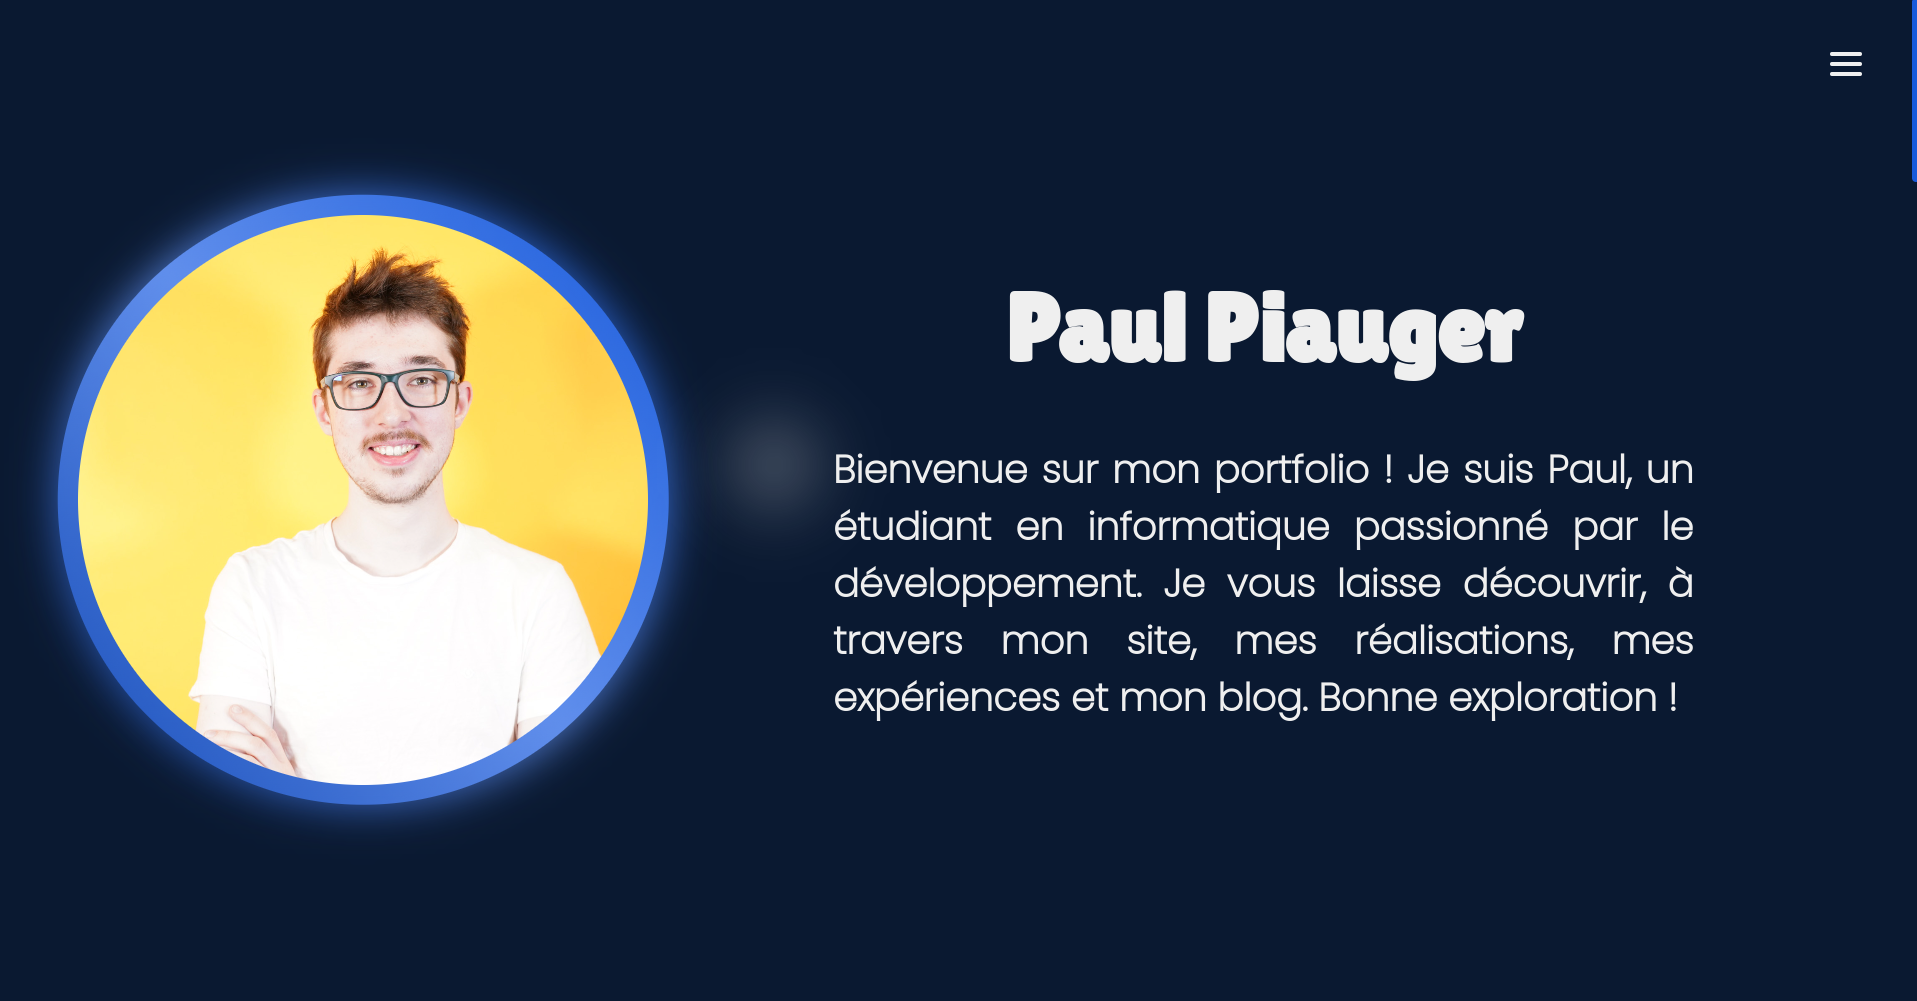 Paul Piauger
Bienvenue sur mon portfolio ! Je suis Paul, un
étudiant en informatique passionné par le
développement. Je vous laisse découvrir, à
travers mon site, mes réalisations, mes
expériences et mon blog. Bonne exploration !